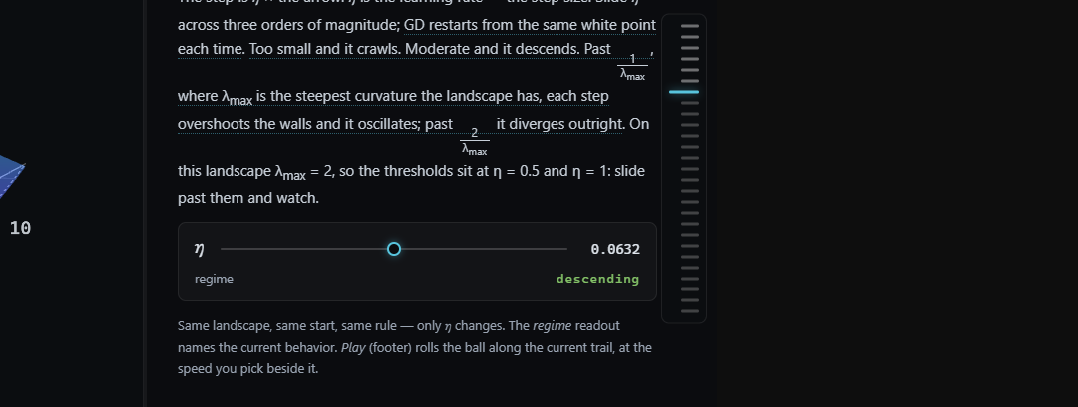 across three orders of magnitude; GD restarts from the same white point
each time. Too small and it crawls. Moderate and it descends. Past 1/λmax,
where λmax is the steepest curvature the landscape has, each step
overshoots the walls and it oscillates; past 2/λmax it diverges outright. On
this landscape λmax = 2, so the thresholds sit at η = 0.5 and η = 1: slide
past them and watch.
10
η 0.0632
regime descending
Same landscape, same start, same rule — only η changes. The regime readout
names the current behavior. Play (footer) rolls the ball along the current trail, at the
speed you pick beside it.